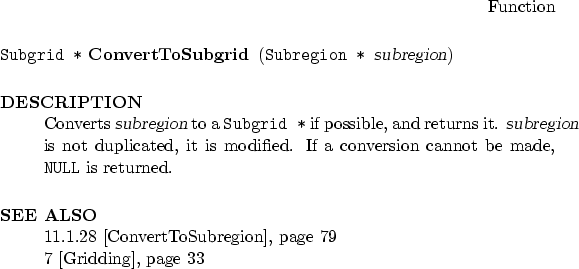 Function
Subgrid * ConvertToSubgrid (Subregion * subregion)
DESCRIPTION
Converts subregion to a Subgrid * if possible, and returns it. subregion
is not duplicated, it is modified. If a conversion cannot be made,
NULL is returned.
SEE ALSO
11.1.28 [ConvertToSubregion], page 79
7 [Gridding], page 33